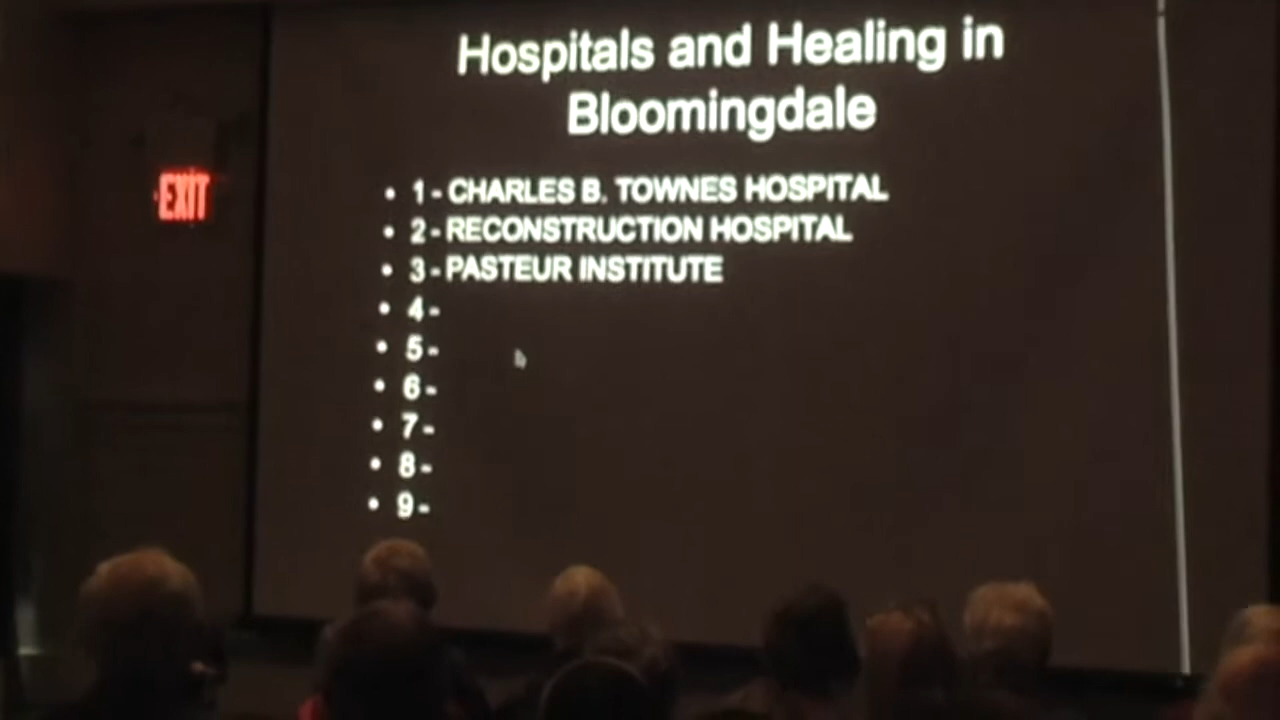 Hospitals and Healing in
Bloomingdale
EXIT
• 1 - CHARLES B. TOWNES HOSPITAL
• 2 - RECONSTRUCTION HOSPITAL
• 3 - PASTEUR INSTITUTE
• 4 -
• 5 -
• 6 -
• 7 -
• 8 -
• 9 -